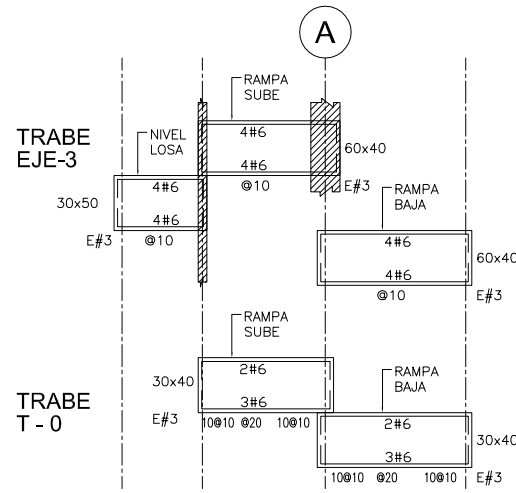 A
RAMPA
SUBE
TRABE
EJE-3
NIVEL
LOSA
4#6
4#6
@10
60x40
E#3
30x50
4#6
4#6
E#3
@10
RAMPA
BAJA
4#6
4#6
@10
60x40
E#3
RAMPA
SUBE
TRABE
T - 0
30x40
E#3
2#6
3#6
10@10 @20 10@10
RAMPA
BAJA
2#6
3#6
30x40
10@10 @20 10@10 E#3